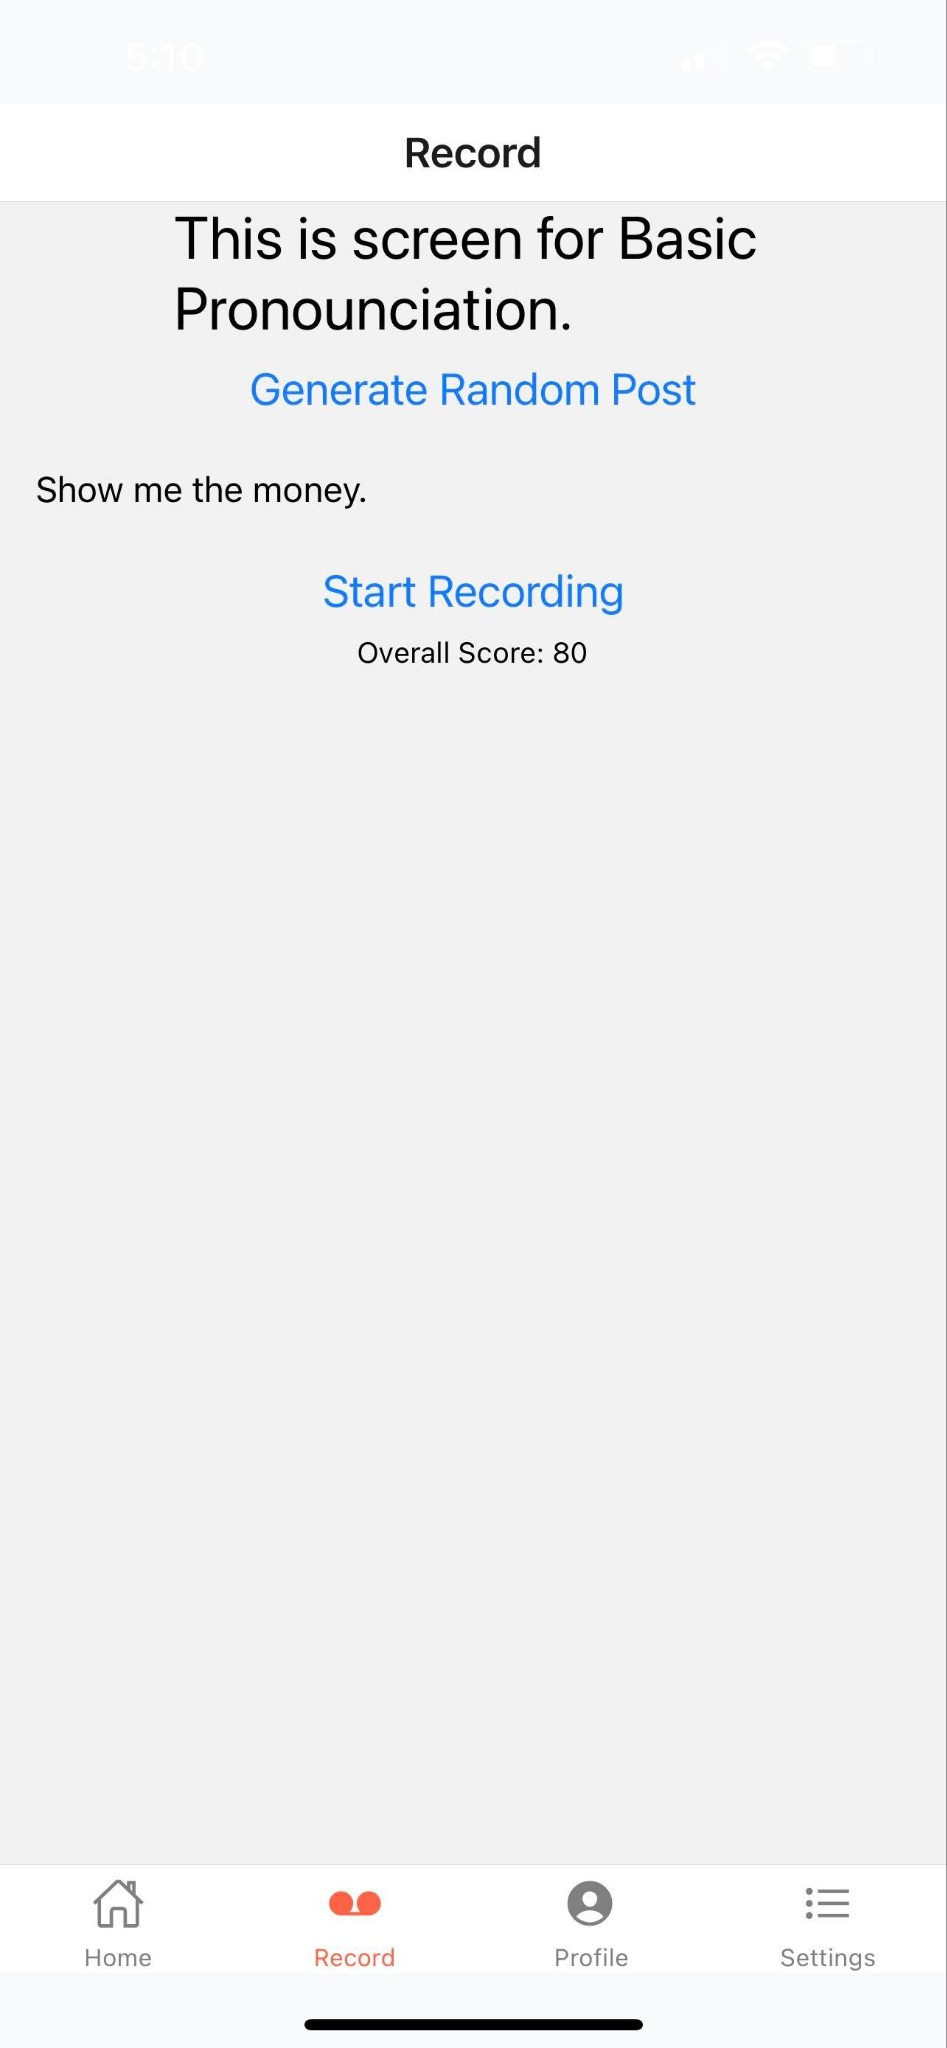 5:10
Record
This is screen for Basic
Pronounciation.
Generate Random Post
Show me the money.
Start Recording
Overall Score: 80
Home
Record
Profile
Settings